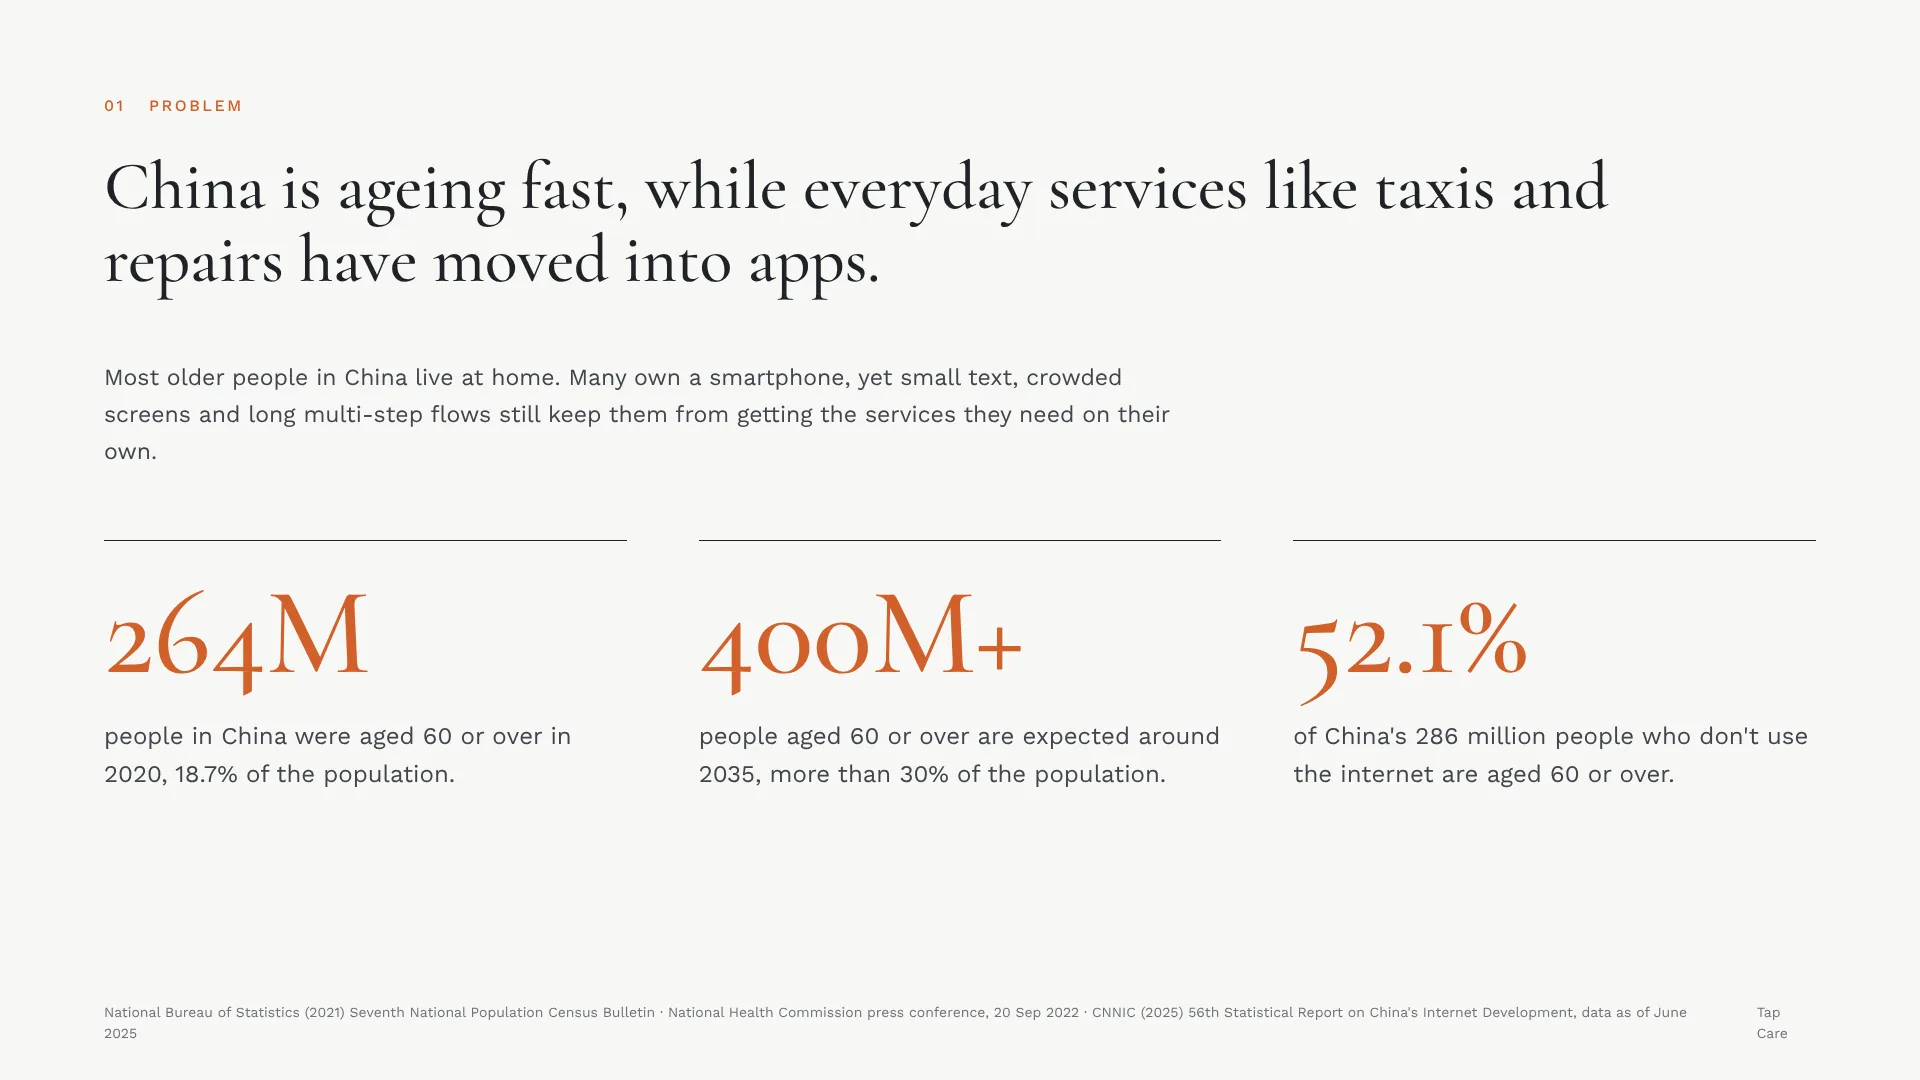 01 PROBLEM
China is ageing fast, while everyday services like taxis and
repairs have moved into apps.
Most older people in China live at home. Many own a smartphone, yet small text, crowded
screens and long multi-step flows still keep them from getting the services they need on their
own.
264M
people in China were aged 60 or over in
2020, 18.7% of the population.
400M+
people aged 60 or over are expected around
2035, more than 30% of the population.
52.1%
of China's 286 million people who don't use
the internet are aged 60 or over.
National Bureau of Statistics (2021) Seventh National Population Census Bulletin · National Health Commission press conference, 20 Sep 2022 · CNNIC (2025) 56th Statistical Report on China's Internet Development, data as of June
2025
Tap
Care